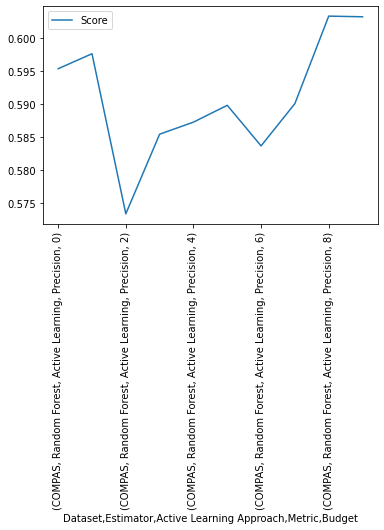 Score
0.600
0.595
0.590
0.585
0.580
0.575
(COMPAS, Random Forest, Active Learning, Precision, 0)
(COMPAS, Random Forest, Active Learning, Precision, 2)
(COMPAS, Random Forest, Active Learning, Precision, 4)
(COMPAS, Random Forest, Active Learning, Precision, 6)
(COMPAS, Random Forest, Active Learning, Precision, 8)
Dataset,Estimator,Active Learning Approach,Metric,Budget